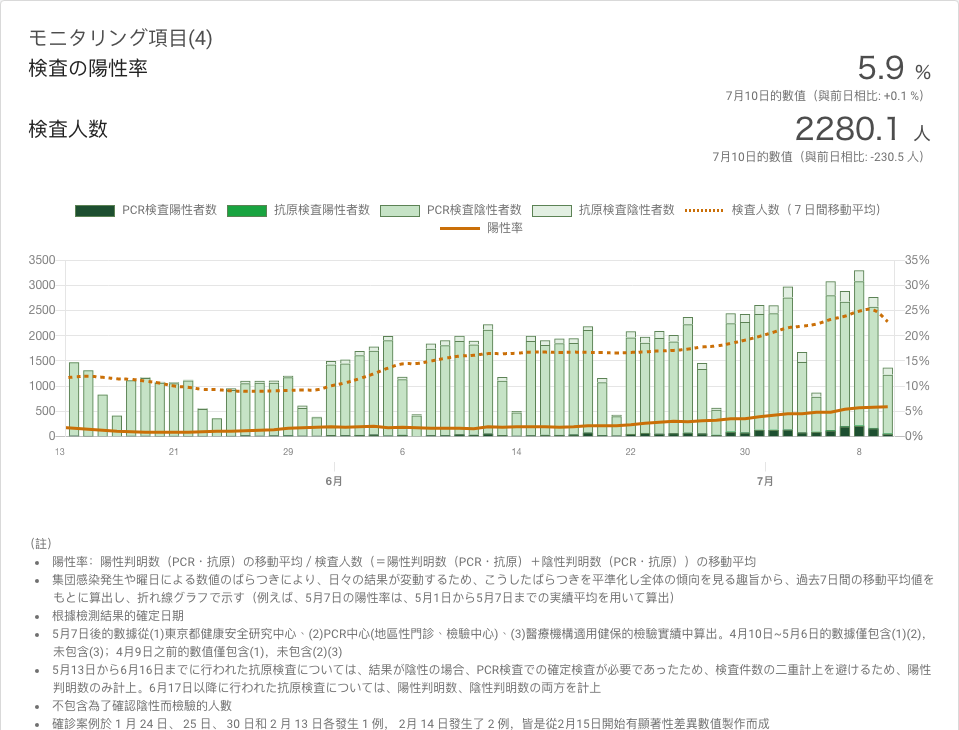 モニタリング項目(4)
検査の陽性率
5.9 %
7月10日的數值（與前日相比: +0.1 %）
検査人数
2280.1 人
7月10日的數值（與前日相比: -230.5 人）
PCR検査陽性者数 抗原検査陽性者数 PCR検査陰性者数 抗原検査陰性者数 検査人数（７日間移動平均）
陽性率
3500 35%
3000 30%
2500 25%
2000 20%
1500 15%
1000 10%
500 5%
0 0%
13 21 29 6 14 22 30 8
6月 7月
（註）
陽性率：陽性判明数（PCR・抗原）の移動平均 / 検査人数（＝陽性判明数（PCR・抗原）＋陰性判明数（PCR・抗原））の移動平均
集団感染発生や曜日による数値のばらつきにより、日々の結果が変動するため、こうしたばらつきを平準化し全体の傾向を見る趣旨から、過去7日間の移動平均値を
もとに算出し、折れ線グラフで示す（例えば、5月7日の陽性率は、5月1日から5月7日までの実績平均を用いて算出）
根據檢測結果的確定日期
5月7日後的數據從(1)東京都健康安全研究中心、(2)PCR中心(地區性門診、檢驗中心)、(3)醫療機構適用健保的檢驗實績中算出。4月10日~5月6日的數據僅包含(1)(2)，
未包含(3)；4月9日之前的數值僅包含(1)，未包含(2)(3)
5月13日から6月16日までに行われた抗原検査については、結果が陰性の場合、PCR検査での確定検査が必要であったため、検査件数の二重計上を避けるため、陽性
判明数のみ計上。6月17日以降に行われた抗原検査については、陽性判明数、陰性判明数の両方を計上
不包含為了確認陰性而檢驗的人數
確診案例於 1 月 24 日、 25 日、 30 日和 2 月 13 日各發生 1 例， 2月 14 日發生了 2 例，皆是從2月15日開始有顯著性差異數值製作而成